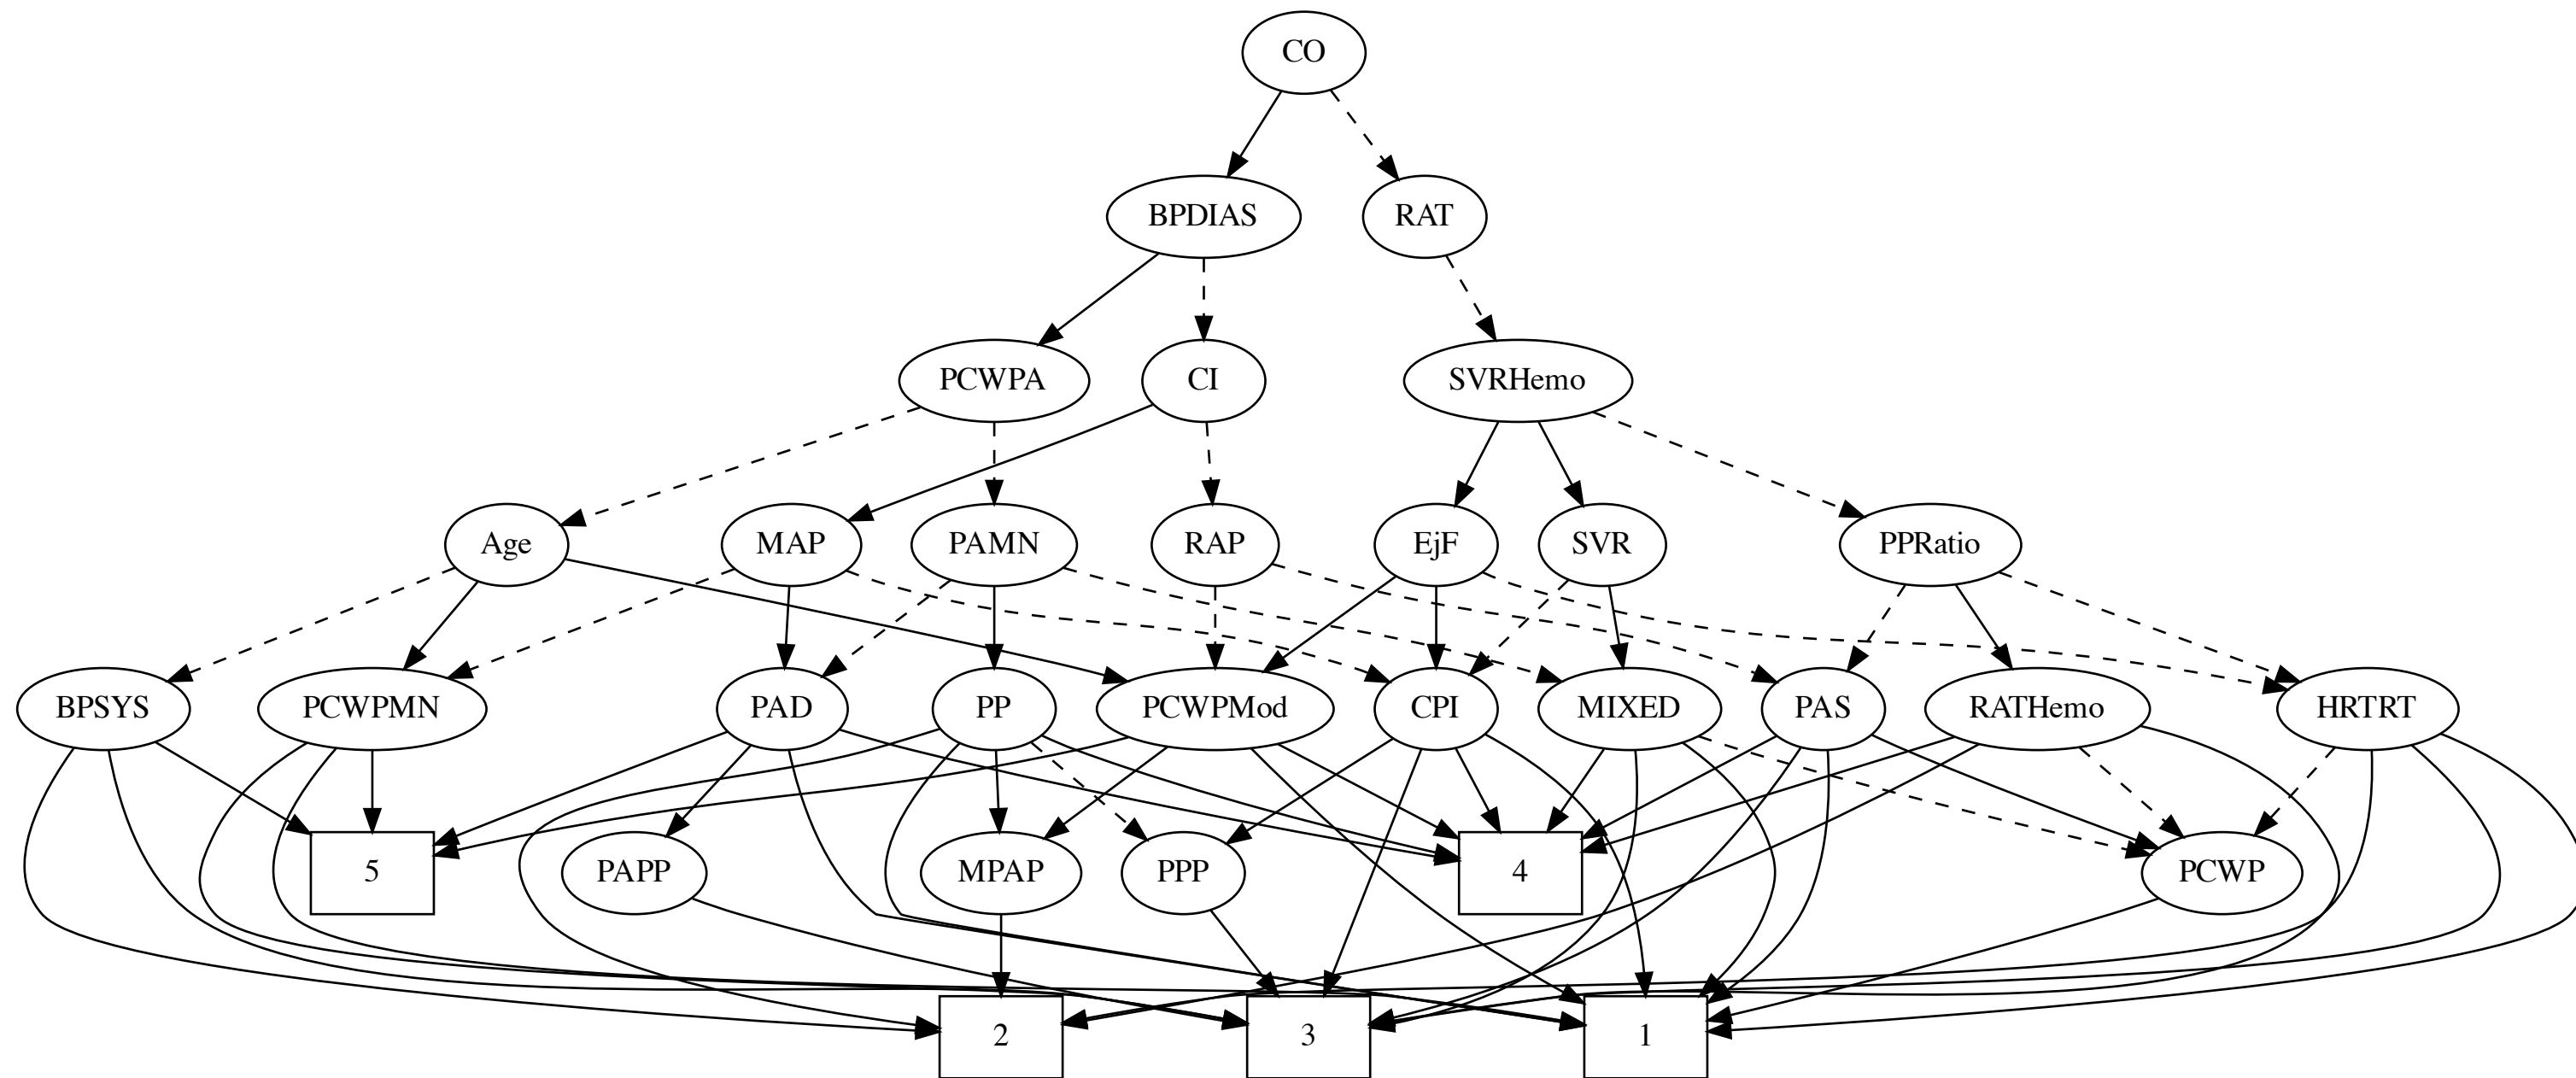 CO
BPDIAS
RAT
PCWPA
CI
SVRHemo
Age
MAP
PAMN
RAP
EjF
SVR
PPRatio
BPSYS
PCWPMN
PAD
PP
PCWPMod
CPI
MIXED
PAS
RATHemo
HRTRT
5
PAPP
MPAP
PPP
4
PCWP
2
3
1